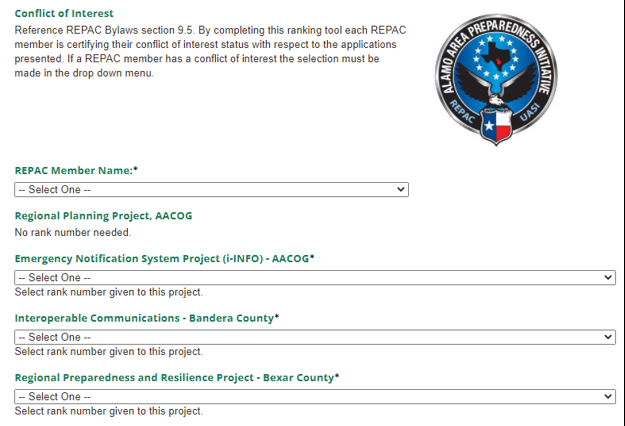 Conflict of Interest
Reference REPAC Bylaws section 9.5. By completing this ranking tool each REPAC
member is certifying their conflict of interest status with respect to the applications
presented. If a REPAC member has a conflict of interest the selection must be
made in the drop down menu.
ALAMO AREA PREPAREDNESS INITIATIVE
REPAC
UASI
REPAC Member Name:*
-- Select One --
Regional Planning Project, AACOG
No rank number needed.
Emergency Notification System Project (i-INFO) - AACOG*
-- Select One --
Select rank number given to this project.
Interoperable Communications - Bandera County*
-- Select One --
Select rank number given to this project.
Regional Preparedness and Resilience Project - Bexar County*
-- Select One --
Select rank number given to this project.